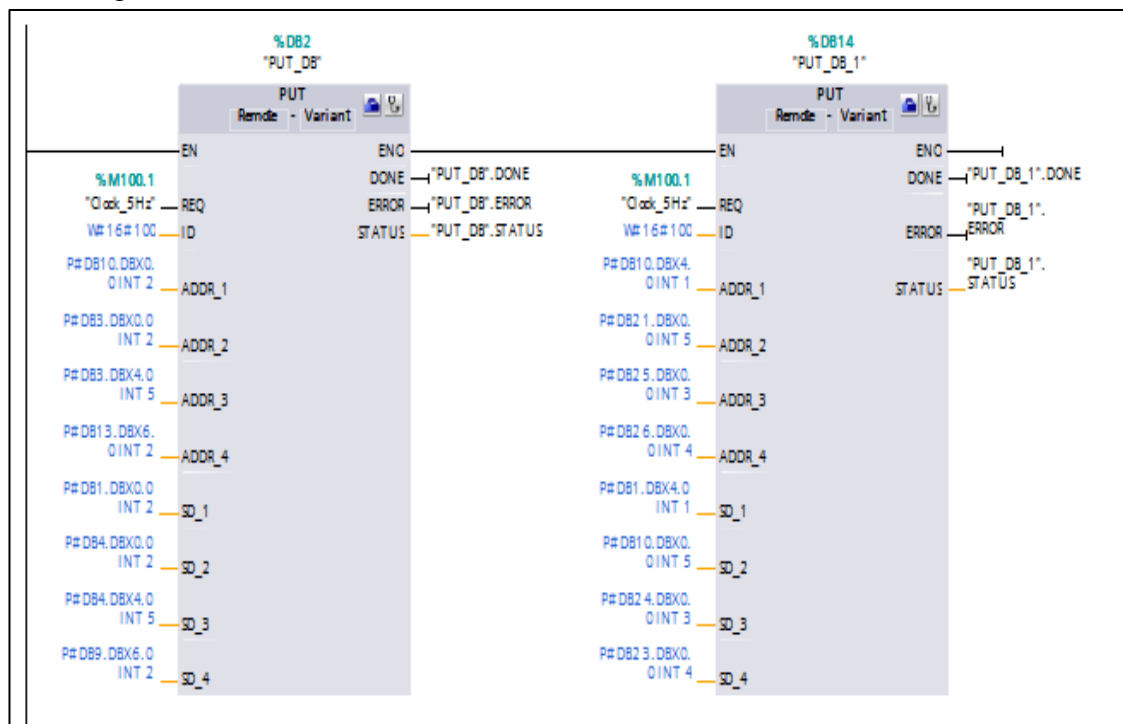 %DB2
"PUT_DB"
PUT
Remote - Variant
EN
ENO
DONE
"PUT_DB".DONE
%M100.1
"Clock_5Hz"
REQ
ERROR
"PUT_DB".ERROR
W#16#100
ID
STATUS
"PUT_DB".STATUS
P#DB10.DBX0.
0 INT 2
ADDR_1
P#DB3.DBX0.0
INT 2
ADDR_2
P#DB3.DBX4.0
INT 5
ADDR_3
P#DB13.DBX6.
0 INT 2
ADDR_4
P#DB1.DBX0.0
INT 2
SD_1
P#DB4.DBX0.0
INT 2
SD_2
P#DB4.DBX4.0
INT 5
SD_3
P#DB9.DBX6.0
INT 2
SD_4
%DB14
"PUT_DB_1"
PUT
Remote - Variant
EN
ENO
DONE
"PUT_DB_1".DONE
%M100.1
"Clock_5Hz"
REQ
W#16#100
ID
ERROR
"PUT_DB_1".
ERROR
P#DB10.DBX4.
0 INT 1
ADDR_1
STATUS
"PUT_DB_1".
STATUS
P#DB21.DBX0.
0 INT 5
ADDR_2
P#DB25.DBX0.
0 INT 3
ADDR_3
P#DB26.DBX0.
0 INT 4
ADDR_4
P#DB1.DBX4.0
INT 1
SD_1
P#DB10.DBX0.
0 INT 5
SD_2
P#DB24.DBX0.
0 INT 3
SD_3
P#DB23.DBX0.
0 INT 4
SD_4